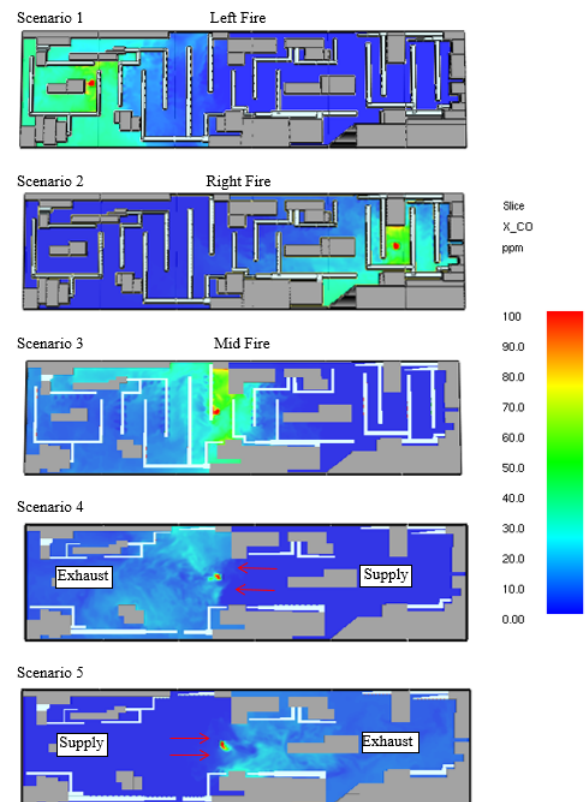 Scenario 1 Left Fire
Scenario 2 Right Fire
Slice
X_CO
ppm
Scenario 3 Mid Fire
100
90.0
80.0
70.0
60.0
50.0
40.0
30.0
20.0
10.0
0.00
Scenario 4
Exhaust Supply
Scenario 5
Supply Exhaust